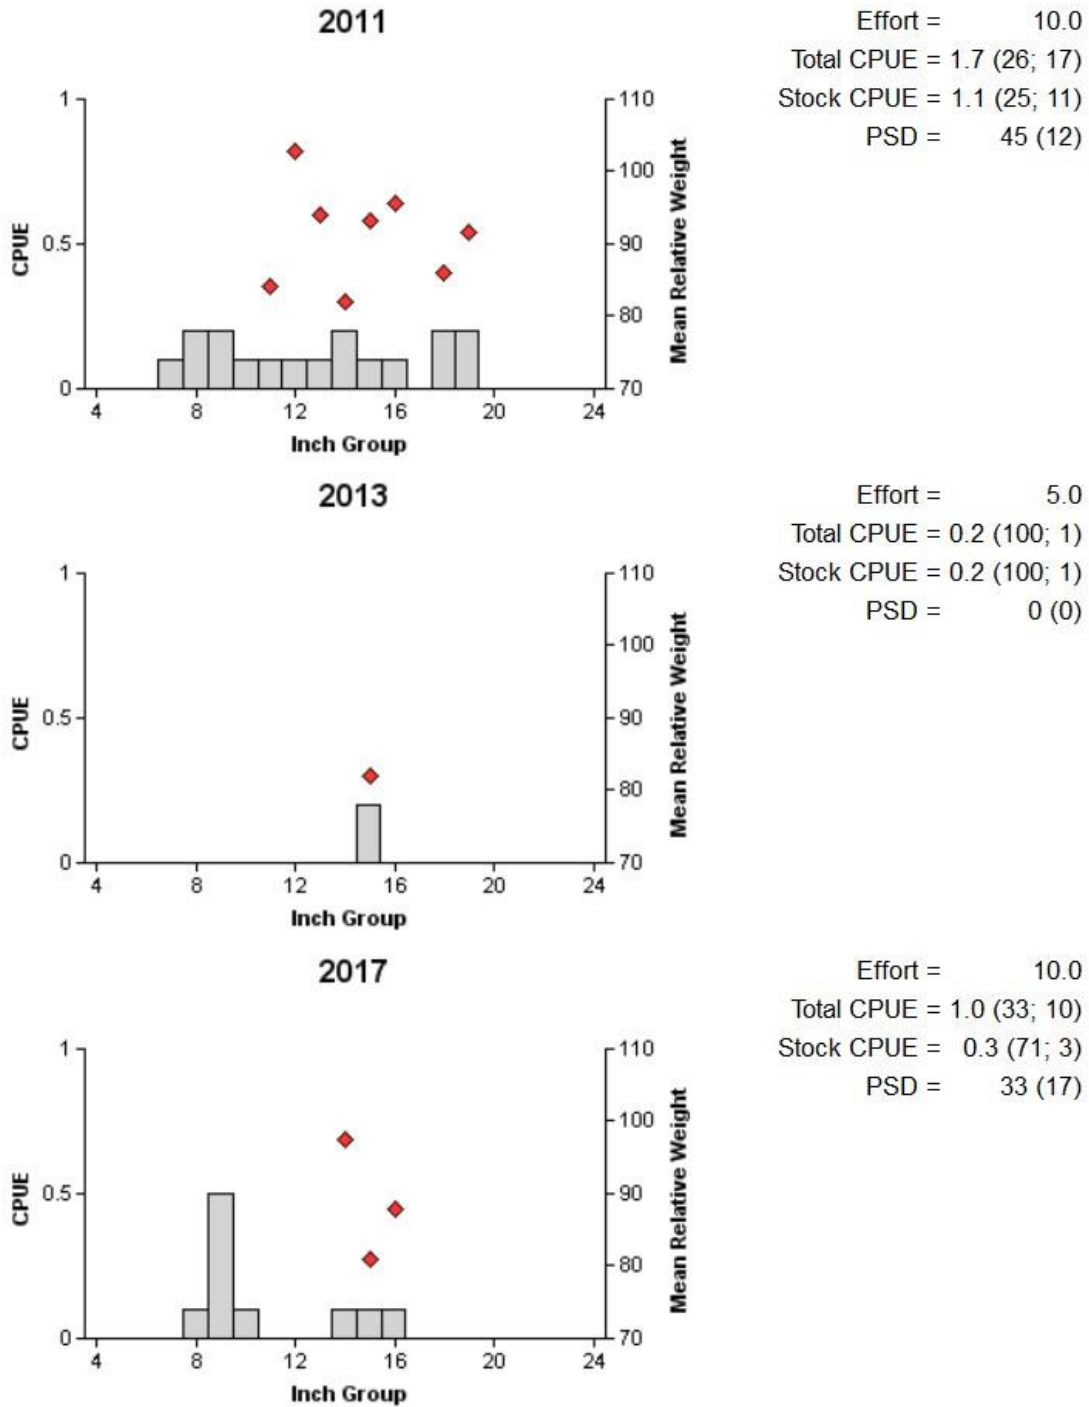 2011
Effort = 10.0
Total CPUE = 1.7 (26; 17)
Stock CPUE = 1.1 (25; 11)
PSD = 45 (12)
1
0.5
0
CPUE
110
100
90
80
70
Mean Relative Weight
4 8 12 16 20 24
Inch Group
2013
Effort = 5.0
Total CPUE = 0.2 (100; 1)
Stock CPUE = 0.2 (100; 1)
PSD = 0 (0)
1
0.5
0
CPUE
110
100
90
80
70
Mean Relative Weight
4 8 12 16 20 24
Inch Group
2017
Effort = 10.0
Total CPUE = 1.0 (33; 10)
Stock CPUE = 0.3 (71; 3)
PSD = 33 (17)
1
0.5
0
CPUE
110
100
90
80
70
Mean Relative Weight
4 8 12 16 20 24
Inch Group